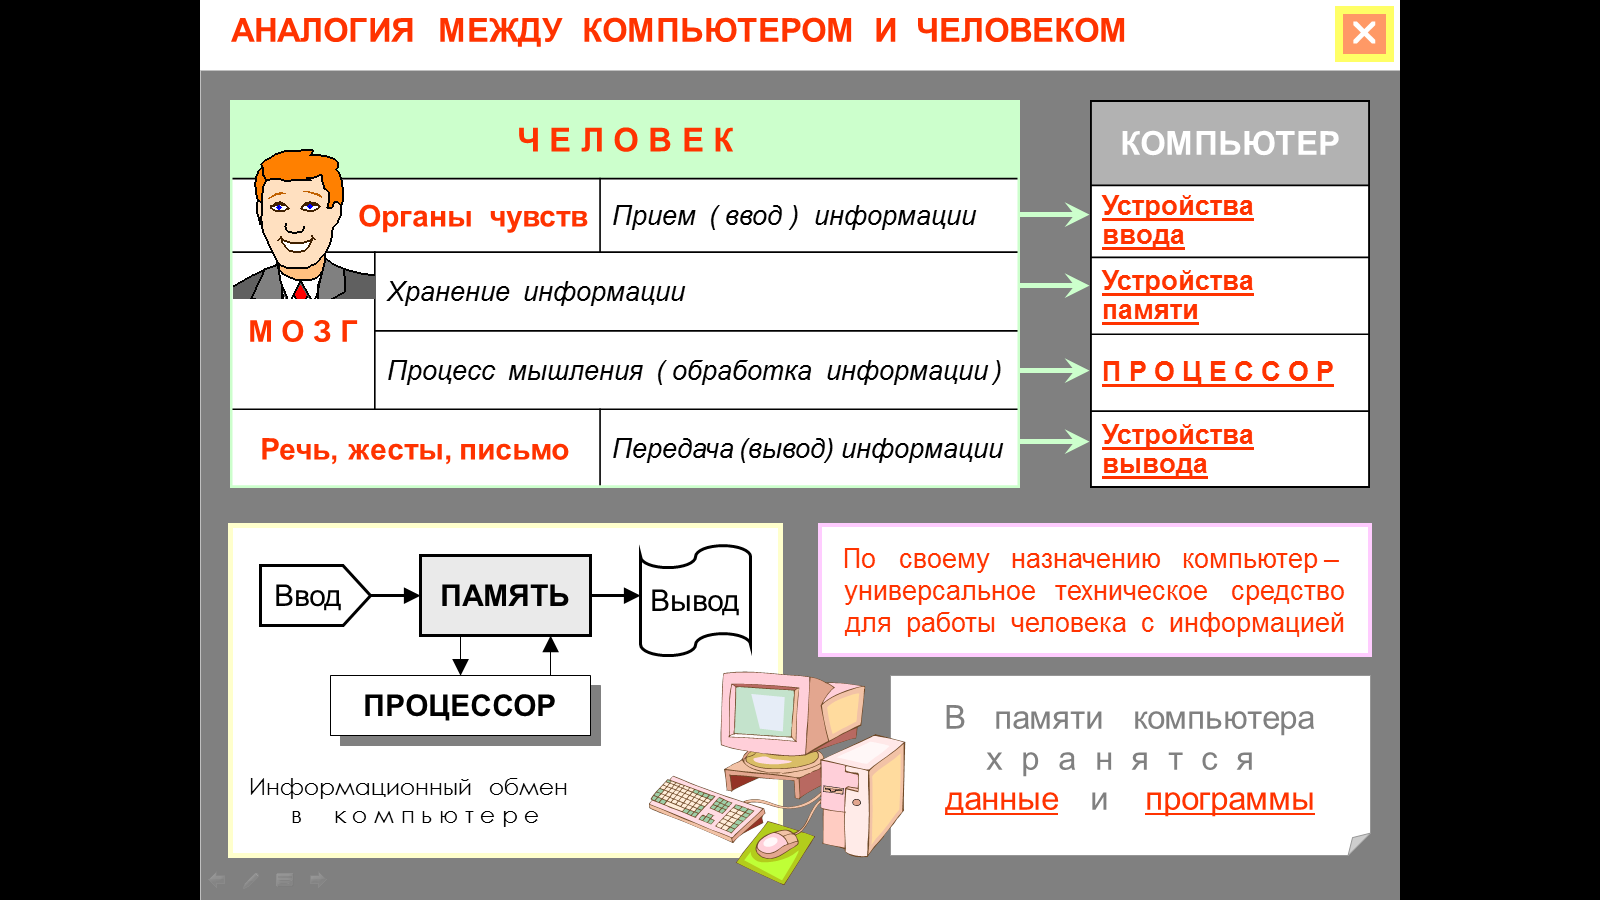 АНАЛОГИЯ МЕЖДУ КОМПЬЮТЕРОМ И ЧЕЛОВЕКОМ
ЧЕЛОВЕК
КОМПЬЮТЕР
Органы чувств
Прием ( ввод ) информации
Устройства
ввода
Хранение информации
Устройства
памяти
МОЗГ
Процесс мышления ( обработка информации )
ПРОЦЕССОР
Речь, жесты, письмо
Передача (вывод) информации
Устройства
вывода
Ввод
ПАМЯТЬ
Вывод
ПРОЦЕССОР
Информационный обмен
в компьютере
По своему назначению компьютер –
универсальное техническое средство
для работы человека с информацией
В памяти компьютера
хранятся
данные и программы